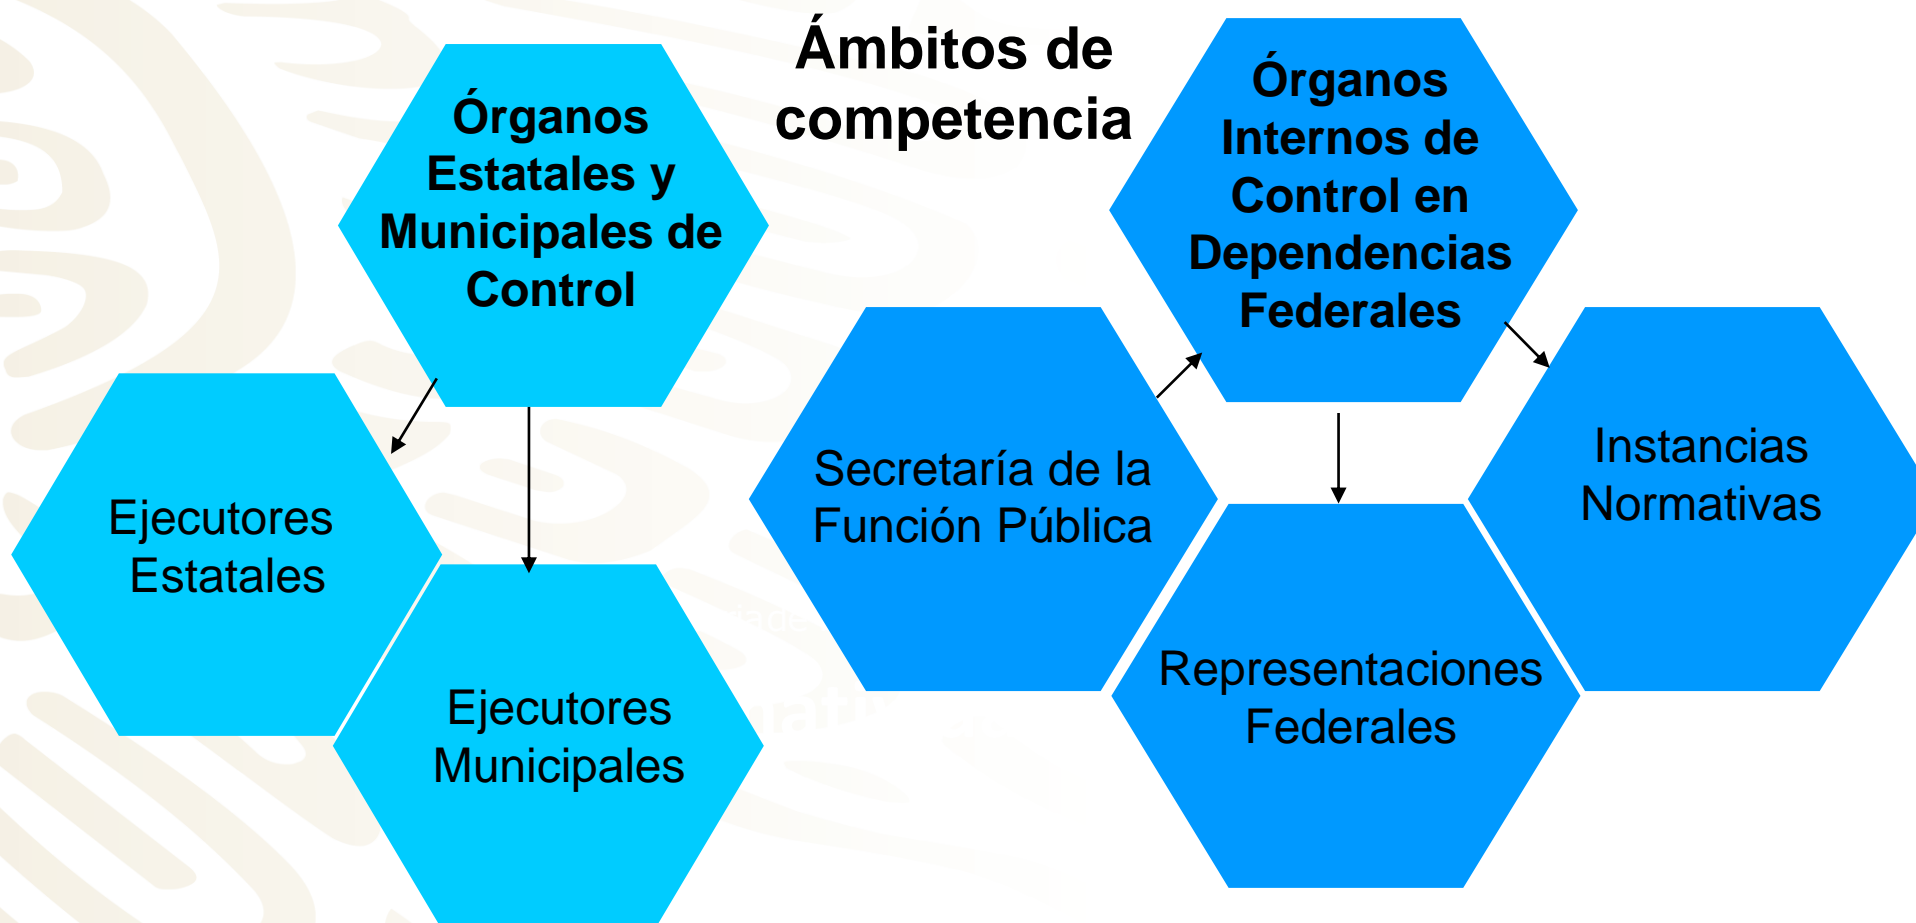 Ámbitos de
competencia
Órganos
Estatales y
Municipales de
Control
Ejecutores
Estatales
Ejecutores
Municipales
Órganos
Internos de
Control en
Dependencias
Federales
Secretaría de la
Función Pública
Representaciones
Federales
Instancias
Normativas